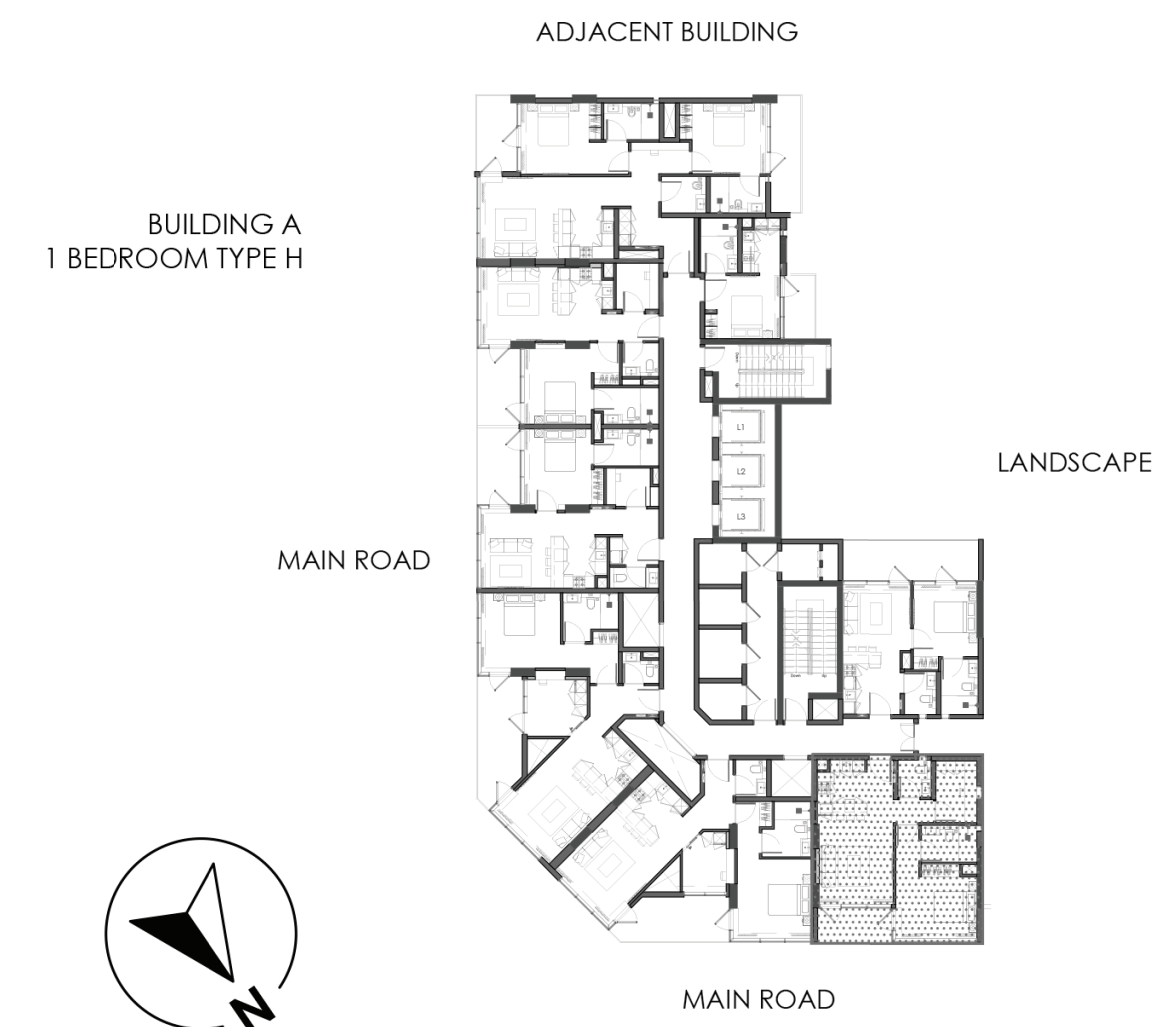 ADJACENT BUILDING
BUILDING A
1 BEDROOM TYPE H
L1
L2
LANDSCAPE
L3
MAIN ROAD
MAIN ROAD
N